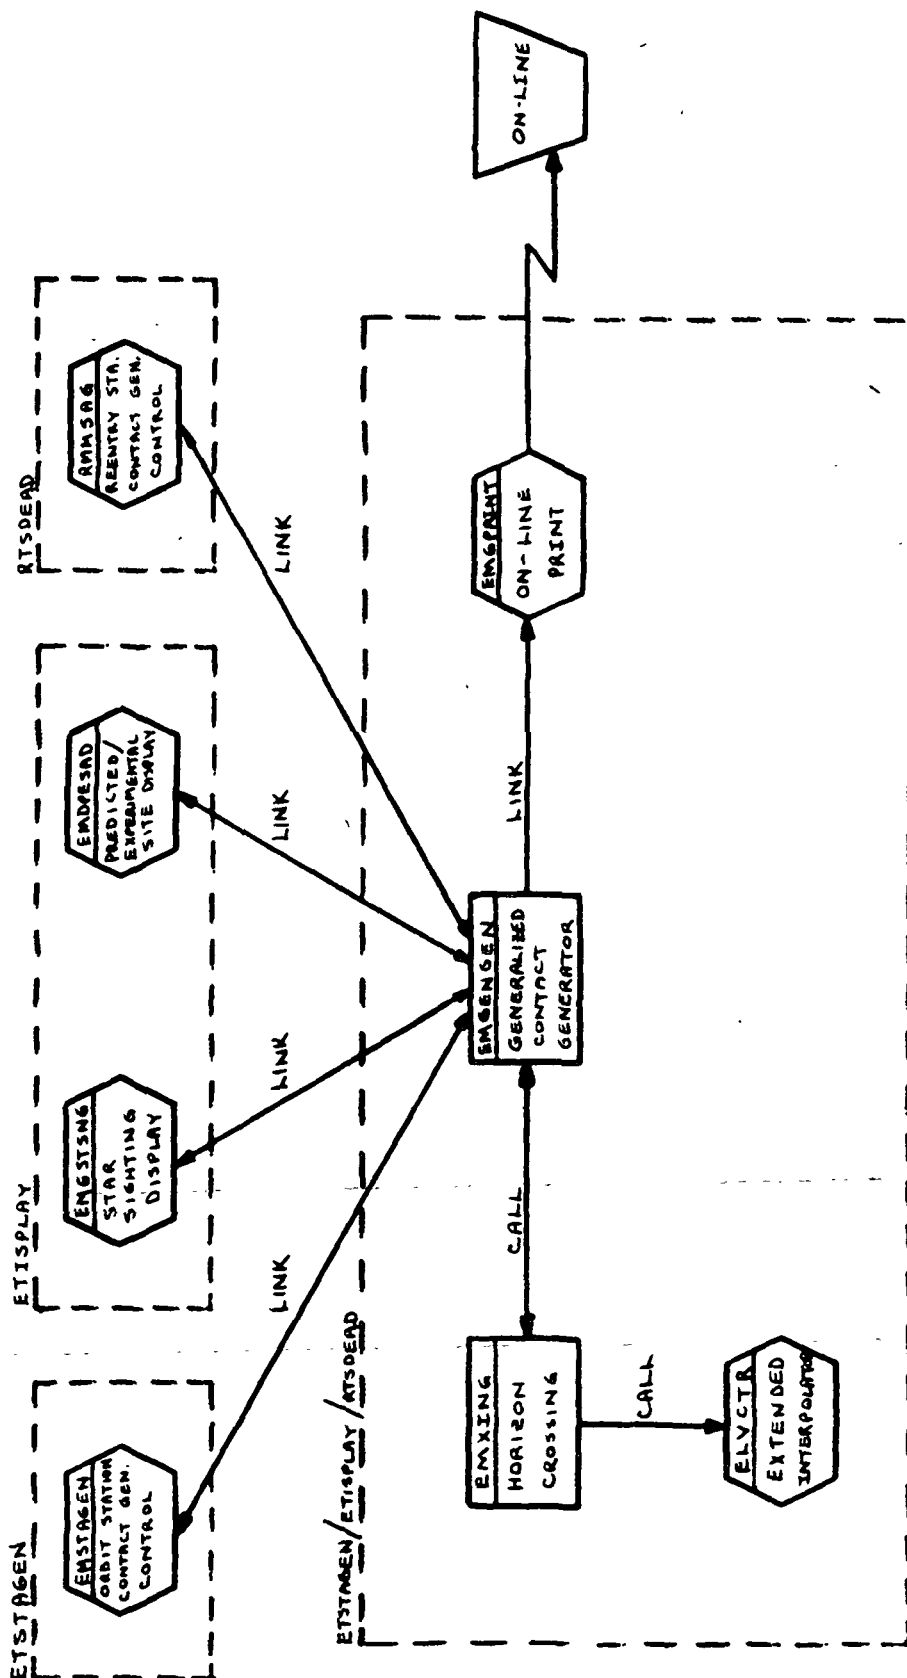 ETSTAGEN
EMSTAGEN
ORBIT STATION
CONTACT GEN.
CONTROL
ETISPLAY
EMGSTSNG
STAR
SIGHTING
DISPLAY
EMDPESAD
PREDICTED/
EXPERIMENTAL
SITE DISPLAY
RTSDEAD
RMMSAG
REENTRY STA.
CONTACT GEN.
CONTROL
LINK
LINK
LINK
LINK
ETSTAGEN/ETISPLAY/RTSDEAD
EMXING
HORIZON
CROSSING
CALL
EMGENGEN
GENERALIZED
CONTACT
GENERATOR
LINK
EMGPRINT
ON-LINE
PRINT
ON-LINE
CALL
ELVCTR
EXTENDED
INTERPOLATOR